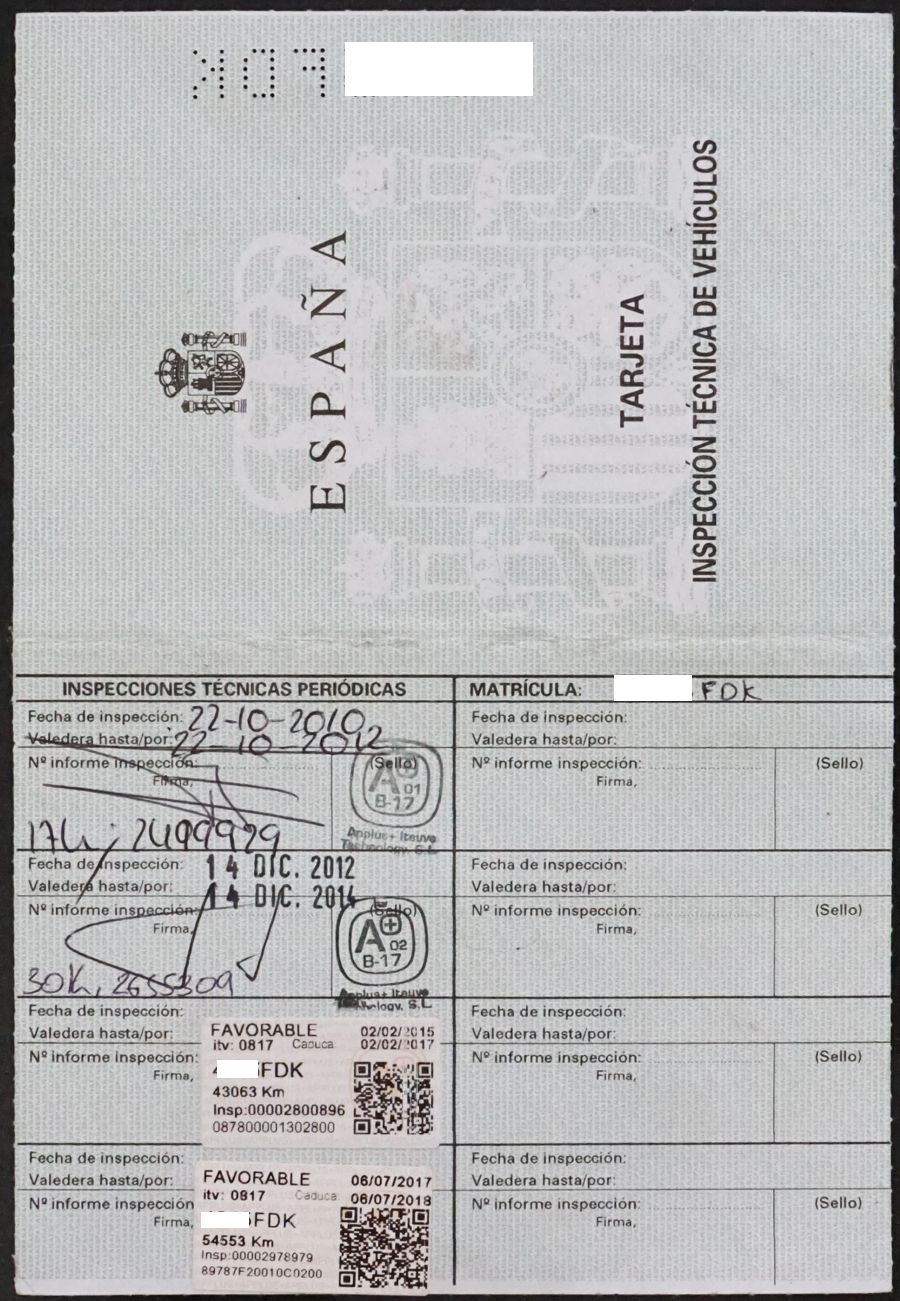 FDK
ESPAÑA
TARJETA
INSPECCIÓN TÉCNICA DE VEHÍCULOS
INSPECCIONES TÉCNICAS PERIÓDICAS
Fecha de inspección: 22-10-2010
Valedera hasta/por: 22-10-2012
Nº informe inspección:
(Sello)
Firma,
A+ 01
B-17
Applus+ Iteuve
Technology. S.L
17k; 2499929
Fecha de inspección: 14 DIC. 2012
Valedera hasta/por: 14 DIC. 2014
Nº informe inspección:
(Sello)
Firma,
A+ 02
B-17
Applus+ Iteuve
Technology. S.L
30k, 2655309
Fecha de inspección:
Valedera hasta/por:
Nº informe inspección:
Firma,
FAVORABLE 02/02/2015
itv: 0817 Caduca: 02/02/2017
FDK
43063 Km
Insp:00002800896
087800001302800
Fecha de inspección:
Valedera hasta/por:
Nº informe inspección:
Firma,
FAVORABLE 06/07/2017
itv: 0817 Caduca: 06/07/2018
FDK
54553 Km
Insp:00002978979
89787F20010C0200
MATRÍCULA: FDK
Fecha de inspección:
Valedera hasta/por:
Nº informe inspección:
(Sello)
Firma,
Fecha de inspección:
Valedera hasta/por:
Nº informe inspección:
(Sello)
Firma,
Fecha de inspección:
Valedera hasta/por:
Nº informe inspección:
(Sello)
Firma,
Fecha de inspección:
Valedera hasta/por:
Nº informe inspección:
(Sello)
Firma,